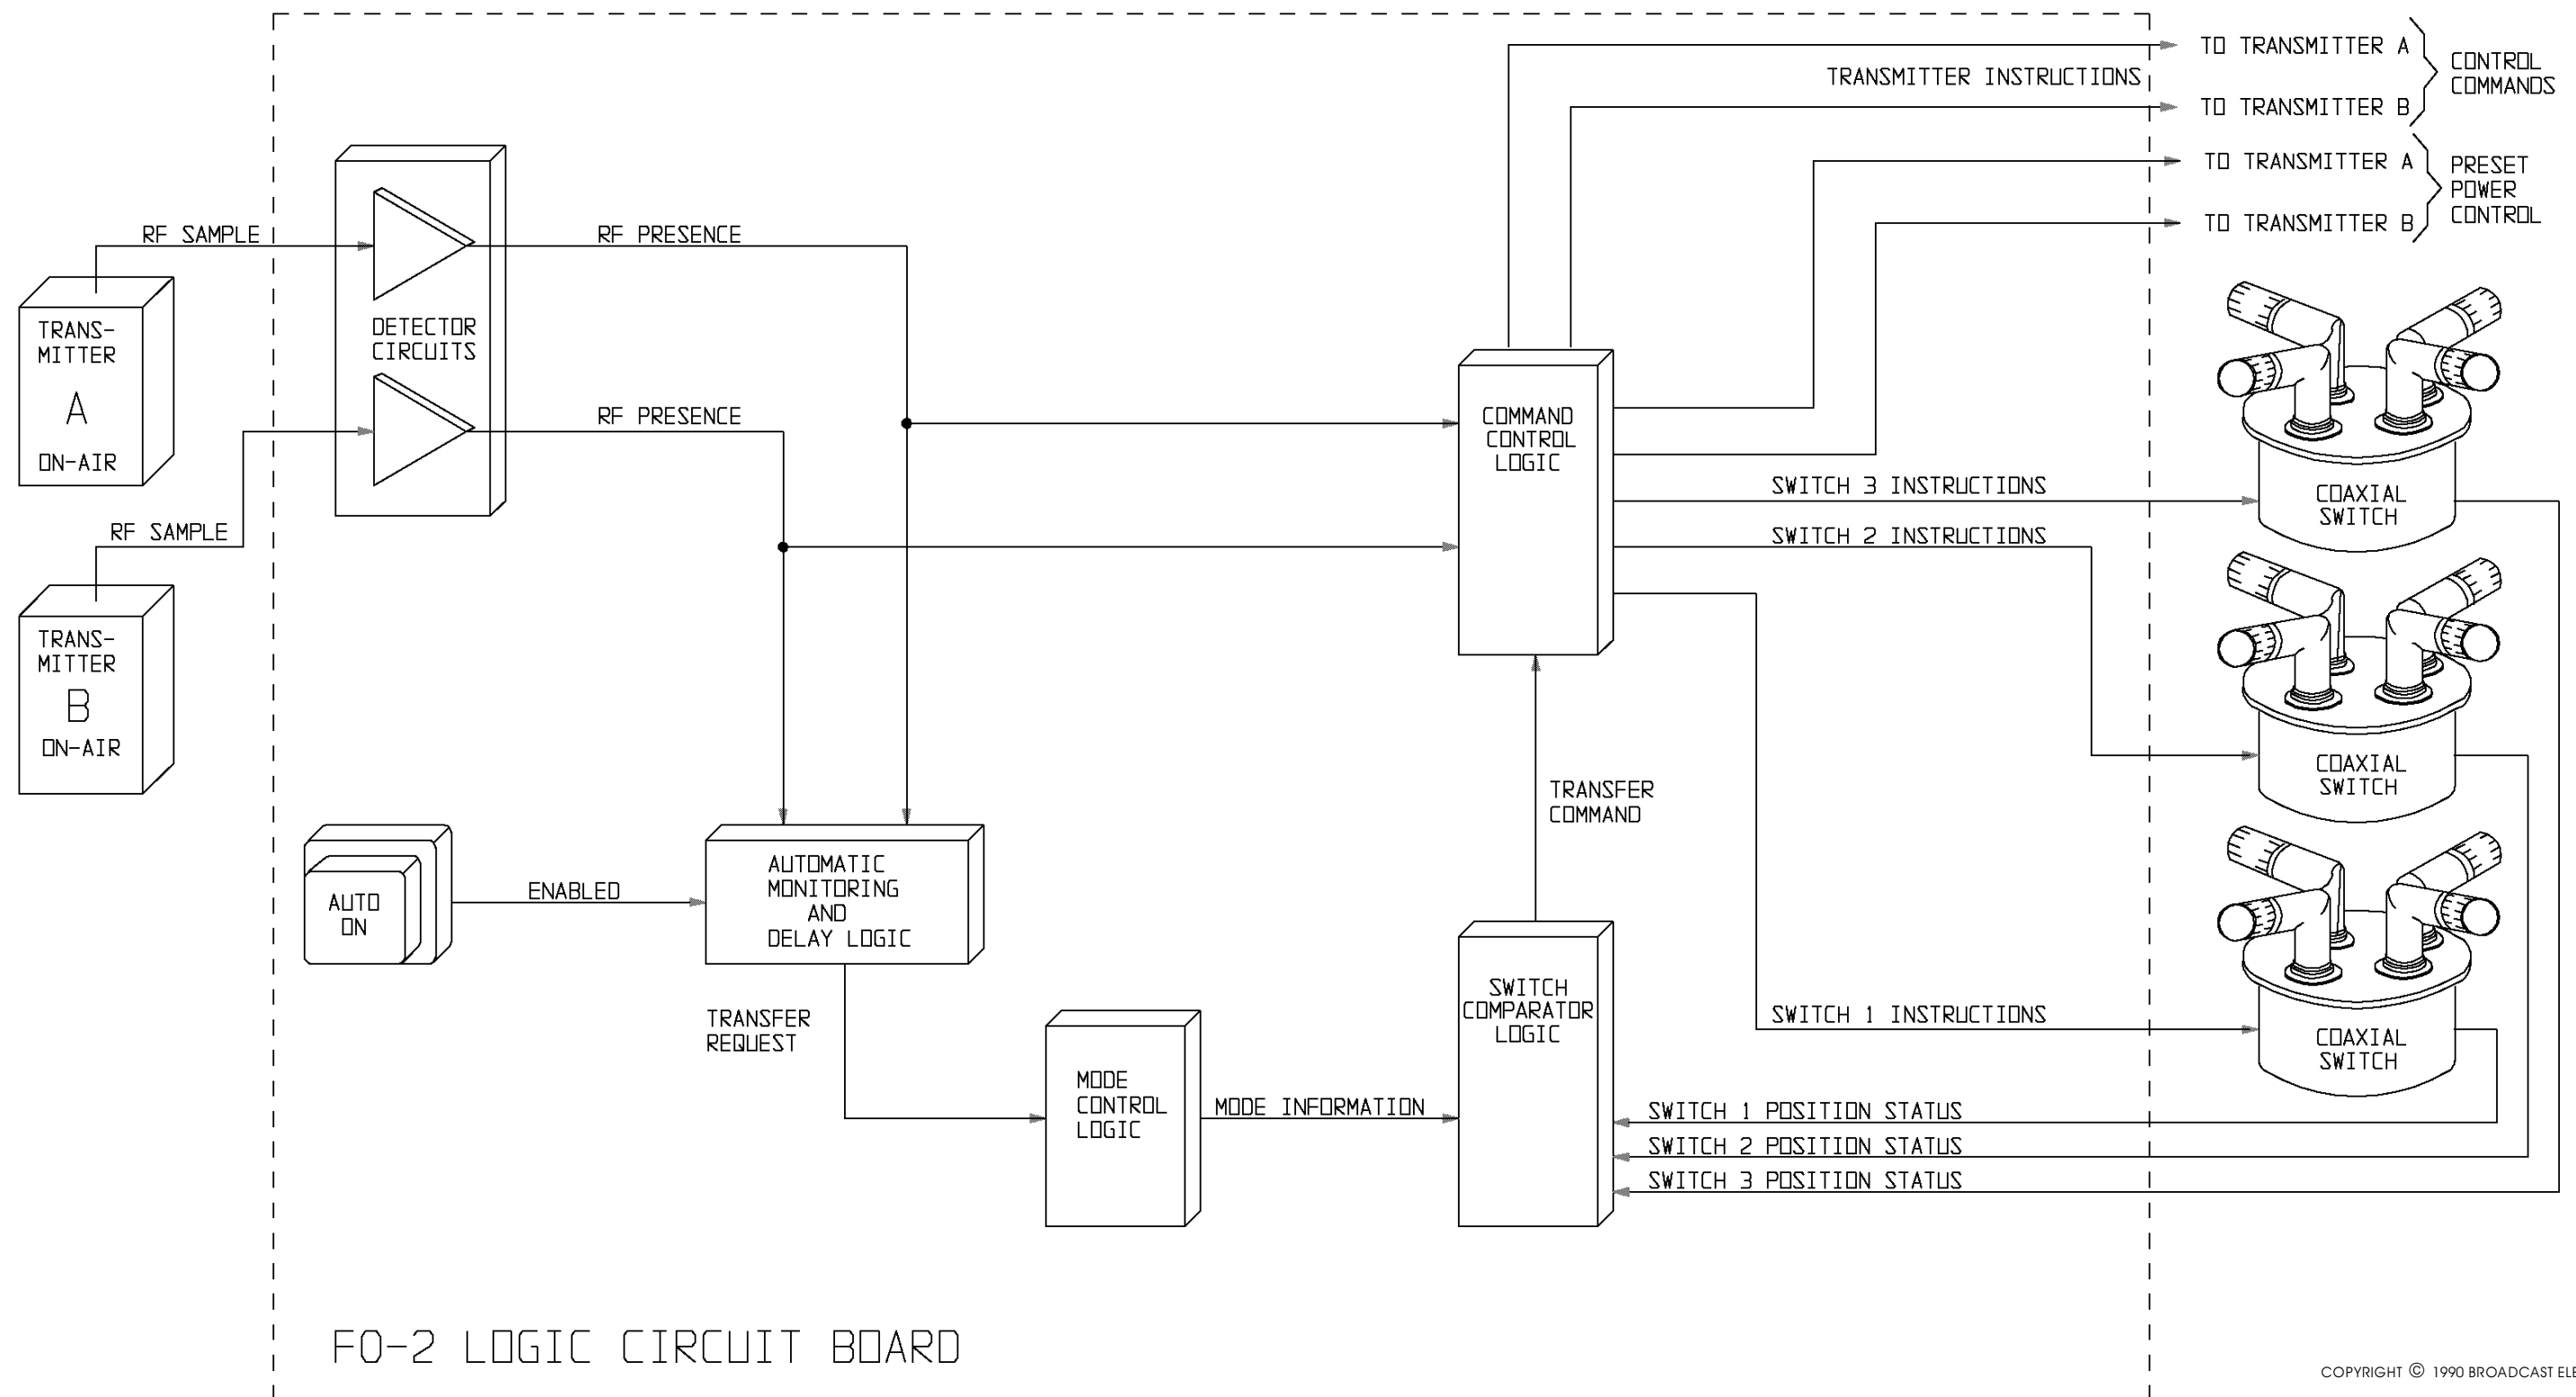 TO TRANSMITTER A
CONTROL
COMMANDS
TRANSMITTER INSTRUCTIONS
TO TRANSMITTER B
TO TRANSMITTER A
PRESET
POWER
CONTROL
TO TRANSMITTER B
RF SAMPLE
RF PRESENCE
TRANS-
MITTER
A
ON-AIR
DETECTOR
CIRCUITS
RF PRESENCE
COMMAND
CONTROL
LOGIC
SWITCH 3 INSTRUCTIONS
COAXIAL
SWITCH
RF SAMPLE
SWITCH 2 INSTRUCTIONS
TRANS-
MITTER
B
ON-AIR
COAXIAL
SWITCH
TRANSFER
COMMAND
AUTO
ON
ENABLED
AUTOMATIC
MONITORING
AND
DELAY LOGIC
TRANSFER
REQUEST
SWITCH
COMPARATOR
LOGIC
SWITCH 1 INSTRUCTIONS
COAXIAL
SWITCH
MODE
CONTROL
LOGIC
MODE INFORMATION
SWITCH 1 POSITION STATUS
SWITCH 2 POSITION STATUS
SWITCH 3 POSITION STATUS
FO-2 LOGIC CIRCUIT BOARD
COPYRIGHT © 1990 BROADCAST